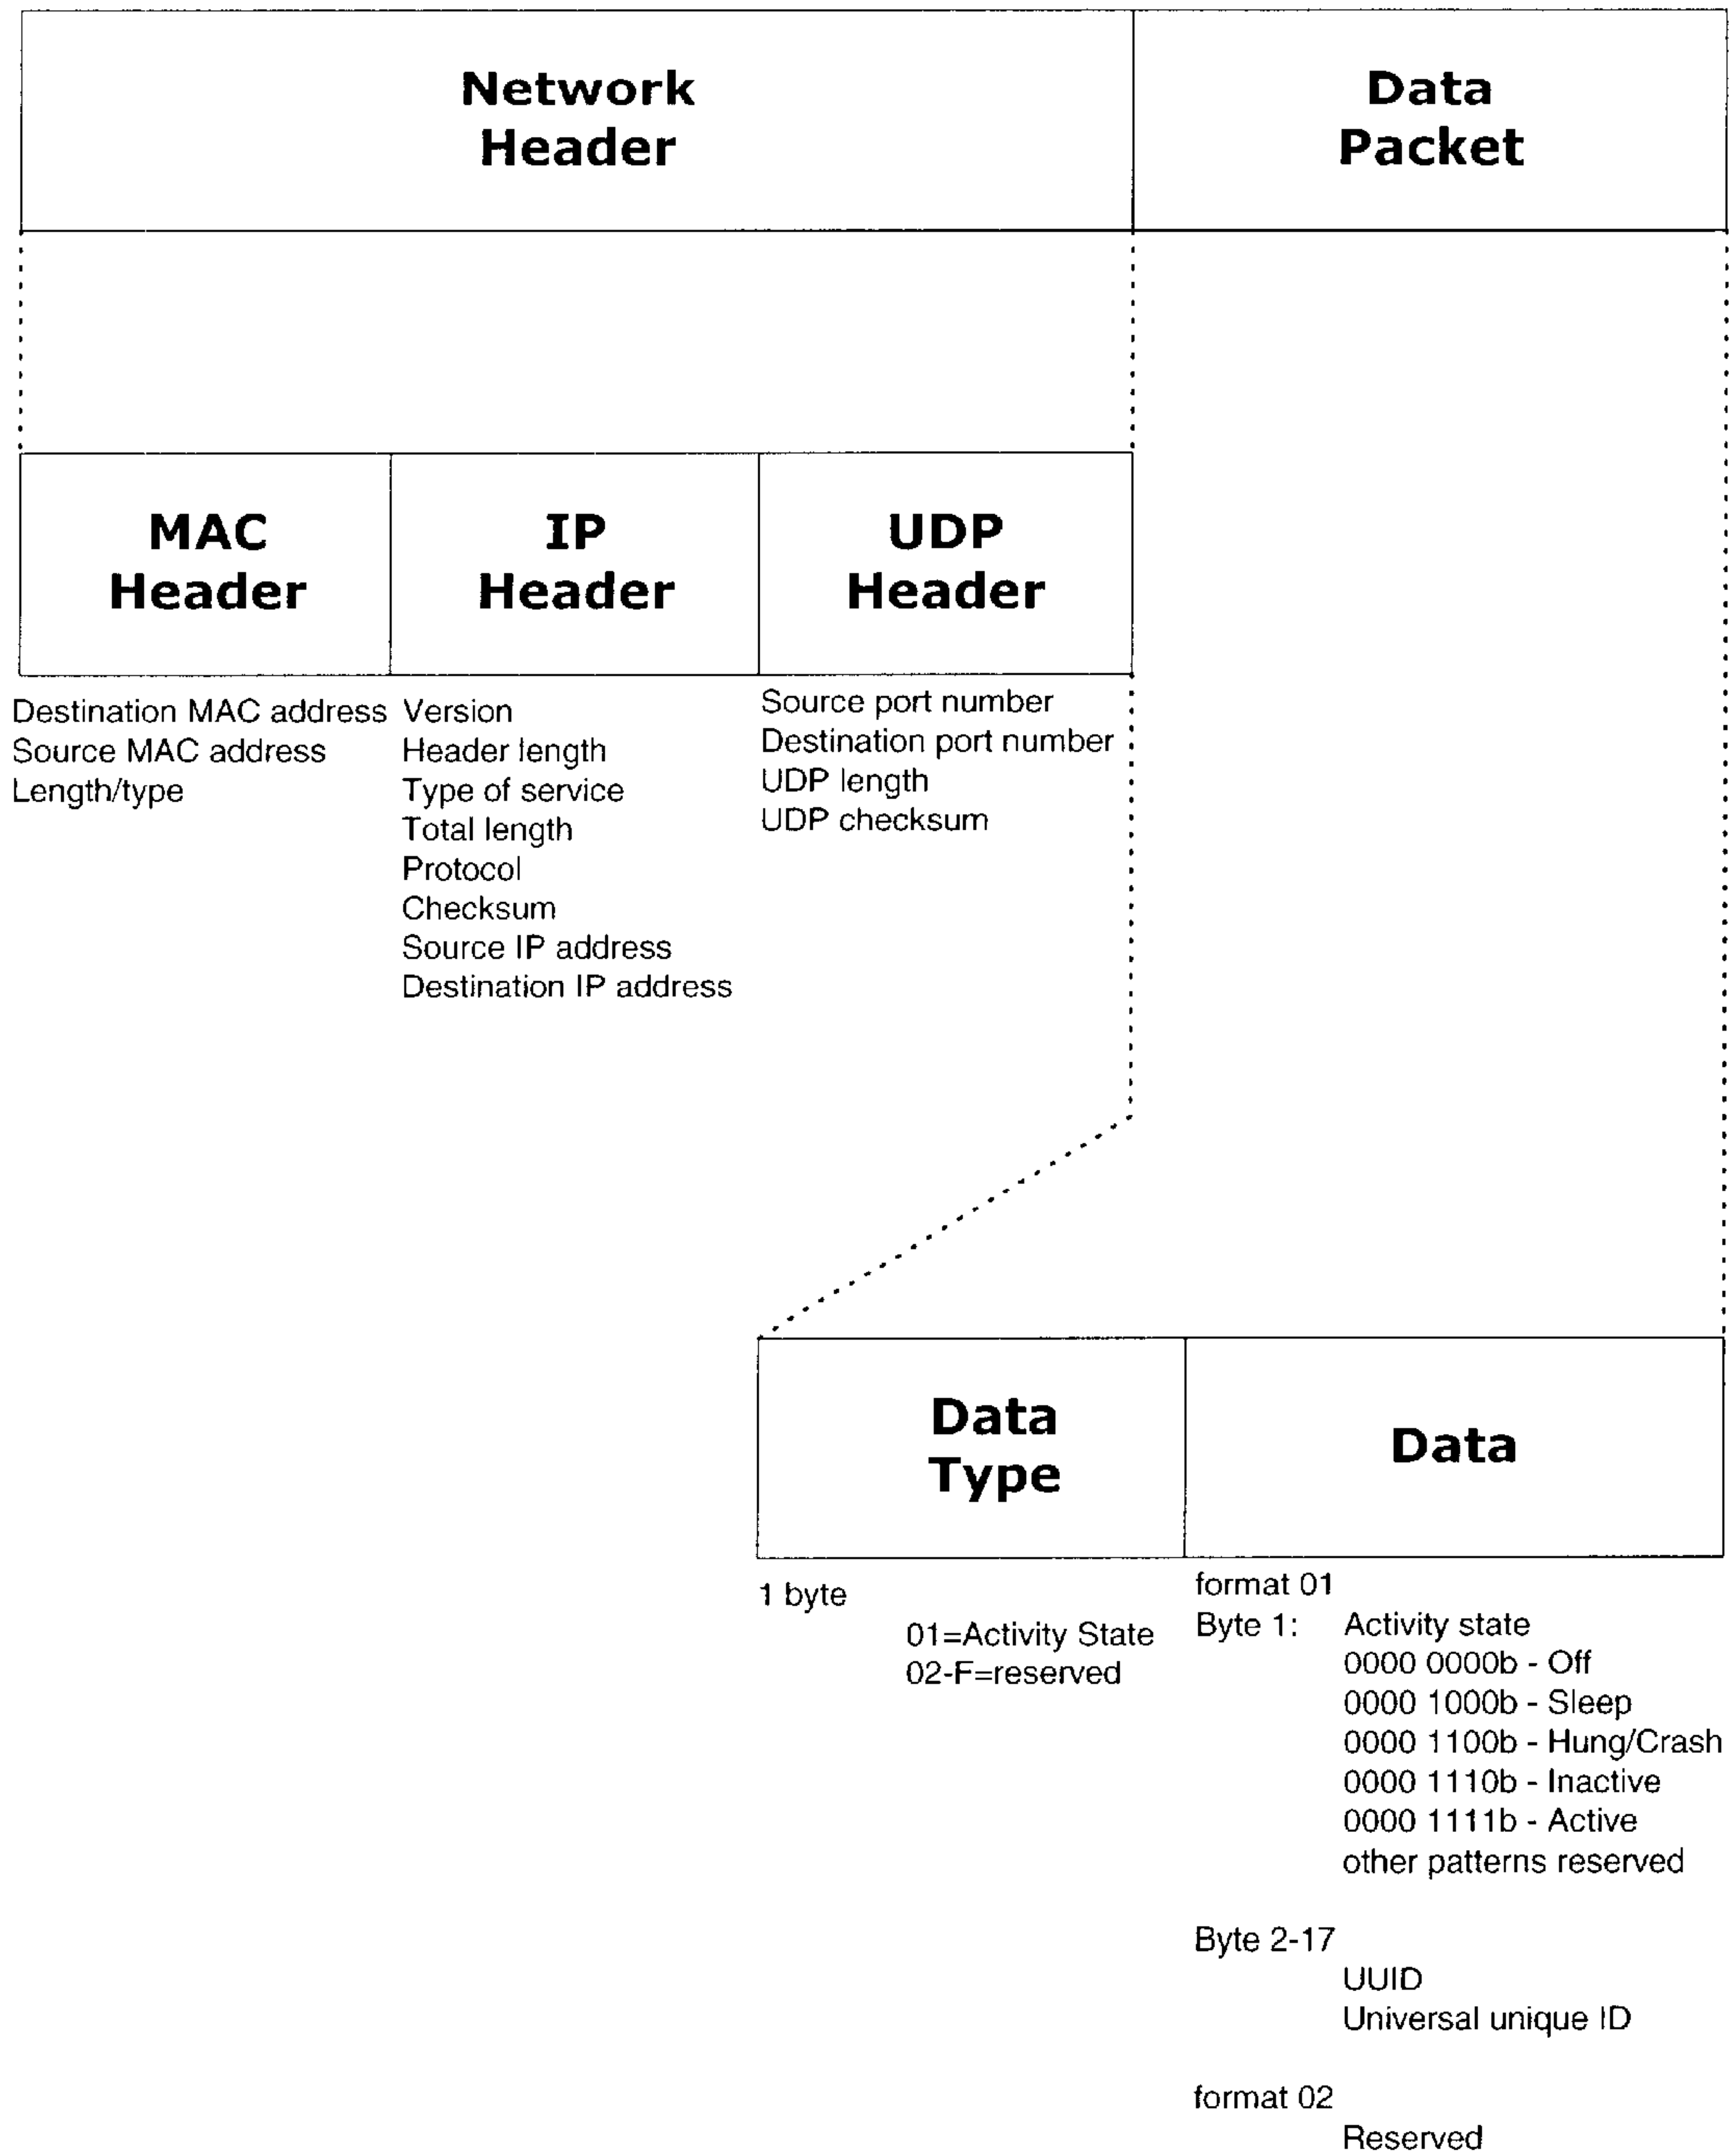 Network
Header
Data
Packet
MAC
Header
IP
Header
UDP
Header
Destination MAC address
Source MAC address
Length/type
Version
Header length
Type of service
Total length
Protocol
Checksum
Source IP address
Destination IP address
Source port number
Destination port number
UDP length
UDP checksum
Data
Type
Data
1 byte
01=Activity State
02-F=reserved
format 01
Byte 1: Activity state
0000 0000b - Off
0000 1000b - Sleep
0000 1100b - Hung/Crash
0000 1110b - Inactive
0000 1111b - Active
other patterns reserved
Byte 2-17
UUID
Universal unique ID
format 02
Reserved